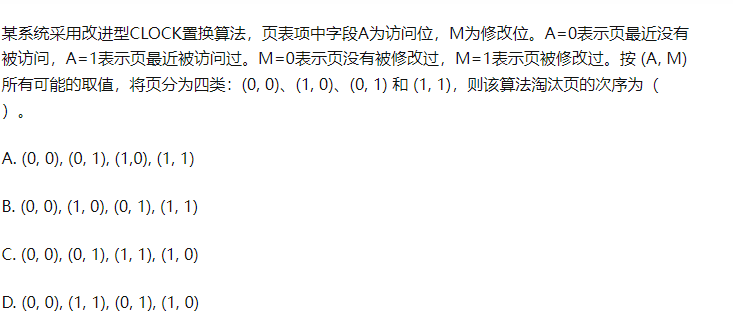 某系统采用改进型CLOCK置换算法，页表项中字段A为访问位，M为修改位。A=0表示页最近没有
被访问，A=1表示页最近被访问过。M=0表示页没有被修改过，M=1表示页被修改过。按 (A, M)
所有可能的取值，将页分为四类：(0, 0)、(1, 0)、(0, 1) 和 (1, 1)，则该算法淘汰页的次序为（
）。
A. (0, 0), (0, 1), (1,0), (1, 1)
B. (0, 0), (1, 0), (0, 1), (1, 1)
C. (0, 0), (0, 1), (1, 1), (1, 0)
D. (0, 0), (1, 1), (0, 1), (1, 0)